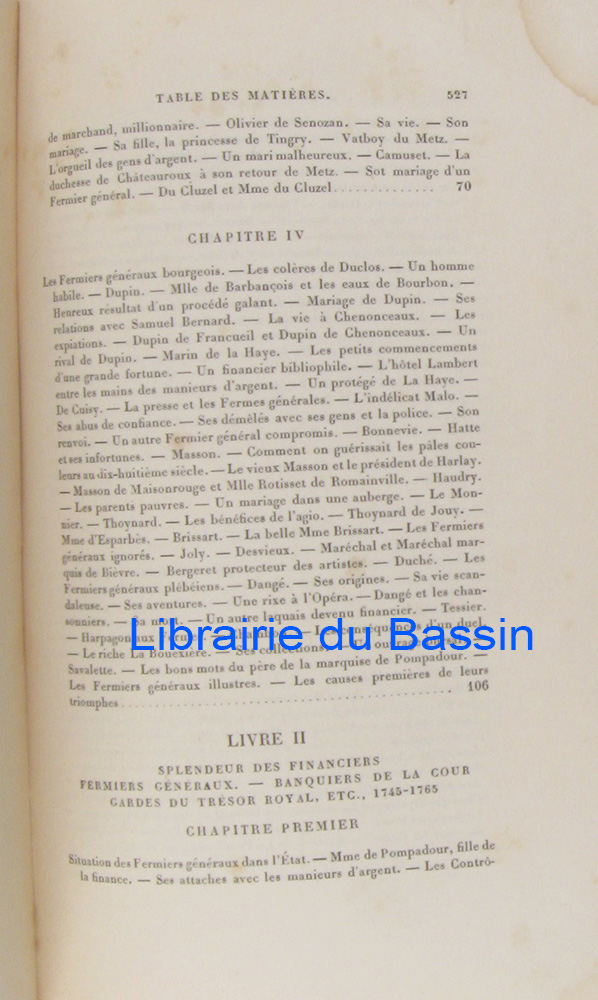 TABLE DES MATIÈRES. 527
de marchand, millionnaire. — Olivier de Senozan. — Sa vie. — Son
mariage. — Sa fille, la princesse de Tingry. — Vatboy du Metz. —
L'orgueil des gens d'argent. — Un mari malheureux. — Camuset. — La
duchesse de Châteauroux à son retour de Metz. — Sot mariage d'un
Fermier général. — Du Cluzel et Mme du Cluzel.............. 70
CHAPITRE IV
Les Fermiers généraux bourgeois. — Les colères de Duclos. — Un homme
habile. — Dupin. — Mlle de Barbançois et les eaux de Bourbon. —
Heureux résultat d'un procédé galant. — Mariage de Dupin. — Ses
relations avec Samuel Bernard. — La vie à Chenonceaux. — Les
expiations. — Dupin de Francueil et Dupin de Chenonceaux. — Un
rival de Dupin. — Marin de la Haye. — Les petits commencements
d'une grande fortune. — Un financier bibliophile. — L'hôtel Lambert
entre les mains des manieurs d'argent. — Un protégé de La Haye. —
De Cuisy. — La presse et les Fermes générales. — L'indélicat Malo. —
Ses abus de confiance. — Ses démêlés avec ses gens et la police. — Son
renvoi. — Un autre Fermier général compromis. — Bonnevie. — Hatte
et ses infortunes. — Masson. — Comment on guérissait les pâles cou-
leurs au dix-huitième siècle. — Le vieux Masson et le président de Harlay.
— Masson de Maisonrouge et Mlle Rotisset de Romainville. — Haudry.
— Les parents pauvres. — Un mariage dans une auberge. — Le Mon-
nier. — Thoynard. — Les bénéfices de l'agio. — Thoynard de Jouy. —
Mme d'Esparbès. — Brissart. — La belle Mme Brissart. — Les Fermiers
généraux ignorés. — Joly. — Desvieux. — Maréchal et Maréchal mar-
quis de Bièvre. — Bergeret protecteur des artistes. — Duché. — Les
Fermiers généraux plébéiens. — Dangé. — Ses origines. — Sa vie scan-
daleuse. — Ses aventures. — Une rixe à l'Opéra. — Dangé et les chan-
sonniers. — Sa mort. — Un autre laquais devenu financier. — Tessier.
— Harpagon aux d'un duel.
Librairie du Bassin
— Le riche La Bouëxière. — Ses collections.
Savalette. — Les bons mots du père de la marquise de Pompadour. —
Les Fermiers généraux illustres. — Les causes premières de leurs
triomphes.............. 106
LIVRE II
SPLENDEUR DES FINANCIERS
FERMIERS GÉNÉRAUX. — BANQUIERS DE LA COUR
GARDES DU TRÉSOR ROYAL, ETC., 1745-1765
CHAPITRE PREMIER
Situation des Fermiers généraux dans l'État. — Mme de Pompadour, fille de
la finance. — Ses attaches avec les manieurs d'argent. — Les Contrô-